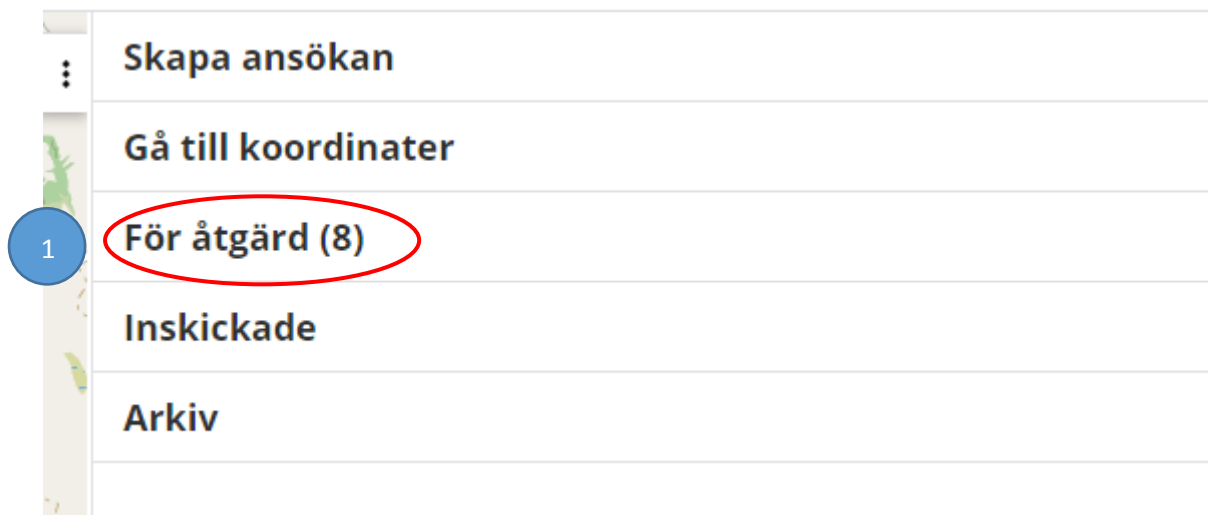 Skapa ansökan
Gå till koordinater
1
För åtgärd (8)
Inskickade
Arkiv